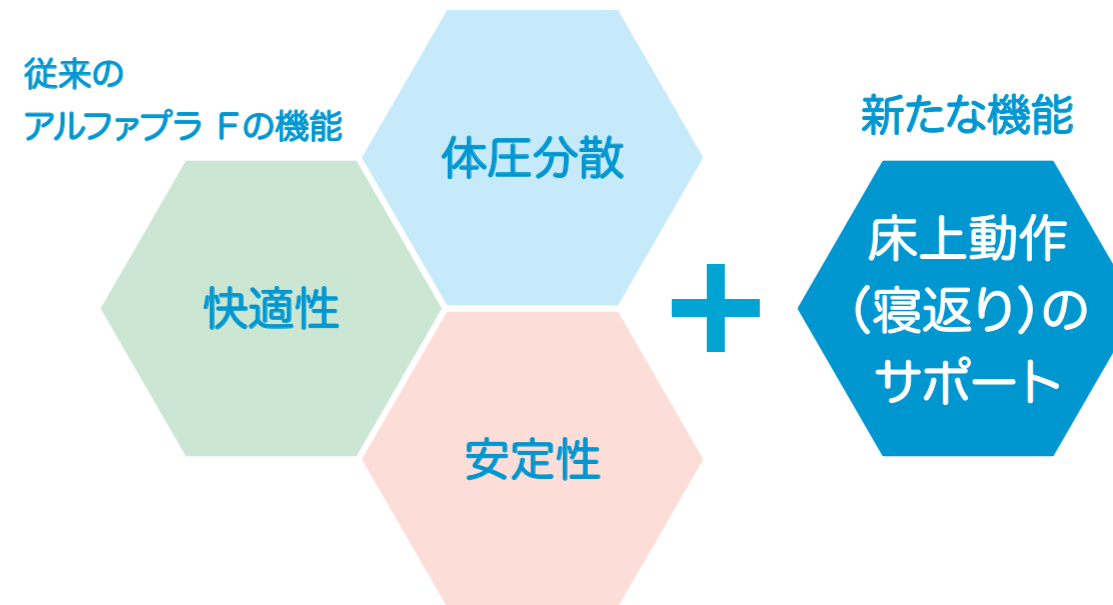 従来の
アルファプラ Fの機能
体圧分散
快適性
安定性
+
新たな機能
床上動作
(寝返り)の
サポート